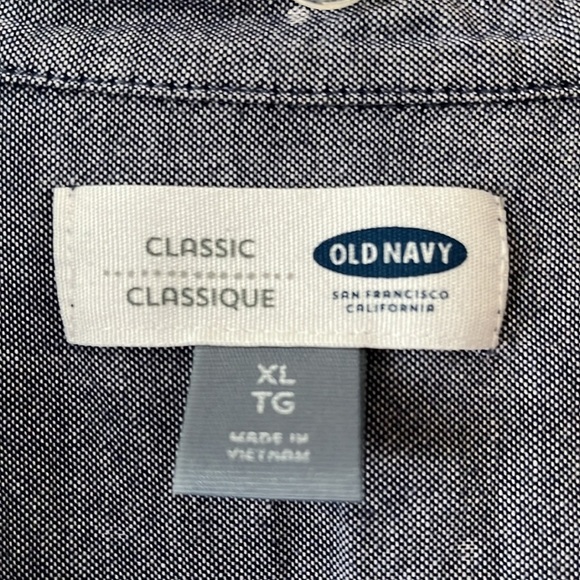 CLASSIC
CLASSIQUE
OLD NAVY
SAN FRANCISCO
CALIFORNIA
XL
TG
MADE IN
VIETNAM